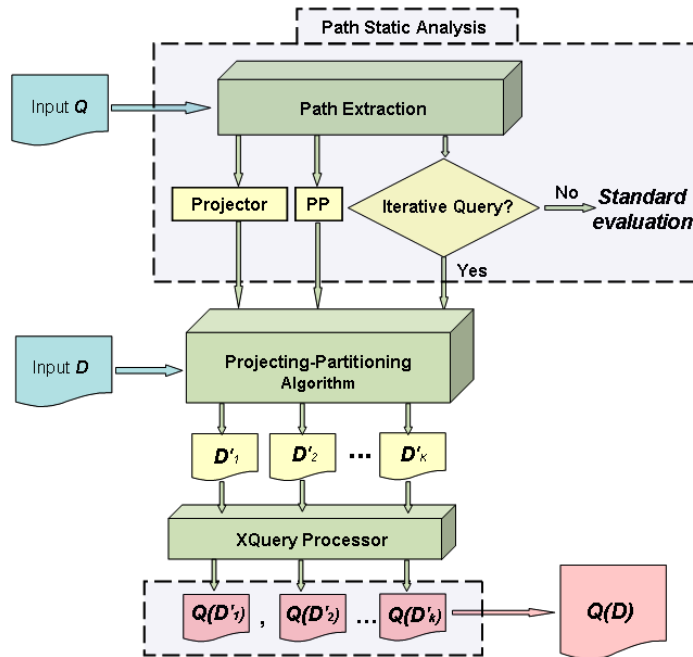 Path Static Analysis
Input Q
Path Extraction
Projector
PP
Iterative Query?
No
Standard
evaluation
Yes
Input D
Projecting-Partitioning
Algorithm
D'1
D'2
...
D'K
XQuery Processor
Q(D'1) , Q(D'2) ... Q(D'k)
Q(D)